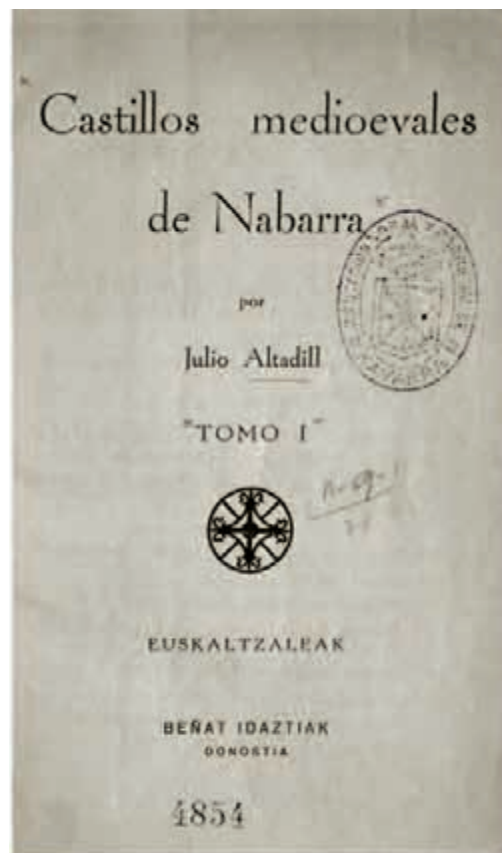 Castillos medioevales
de Nabarra
por
Julio Altadill
"TOMO I"
EUSKALTZALEAK
BEÑAT IDAZTIAK
DONOSTIA
4854